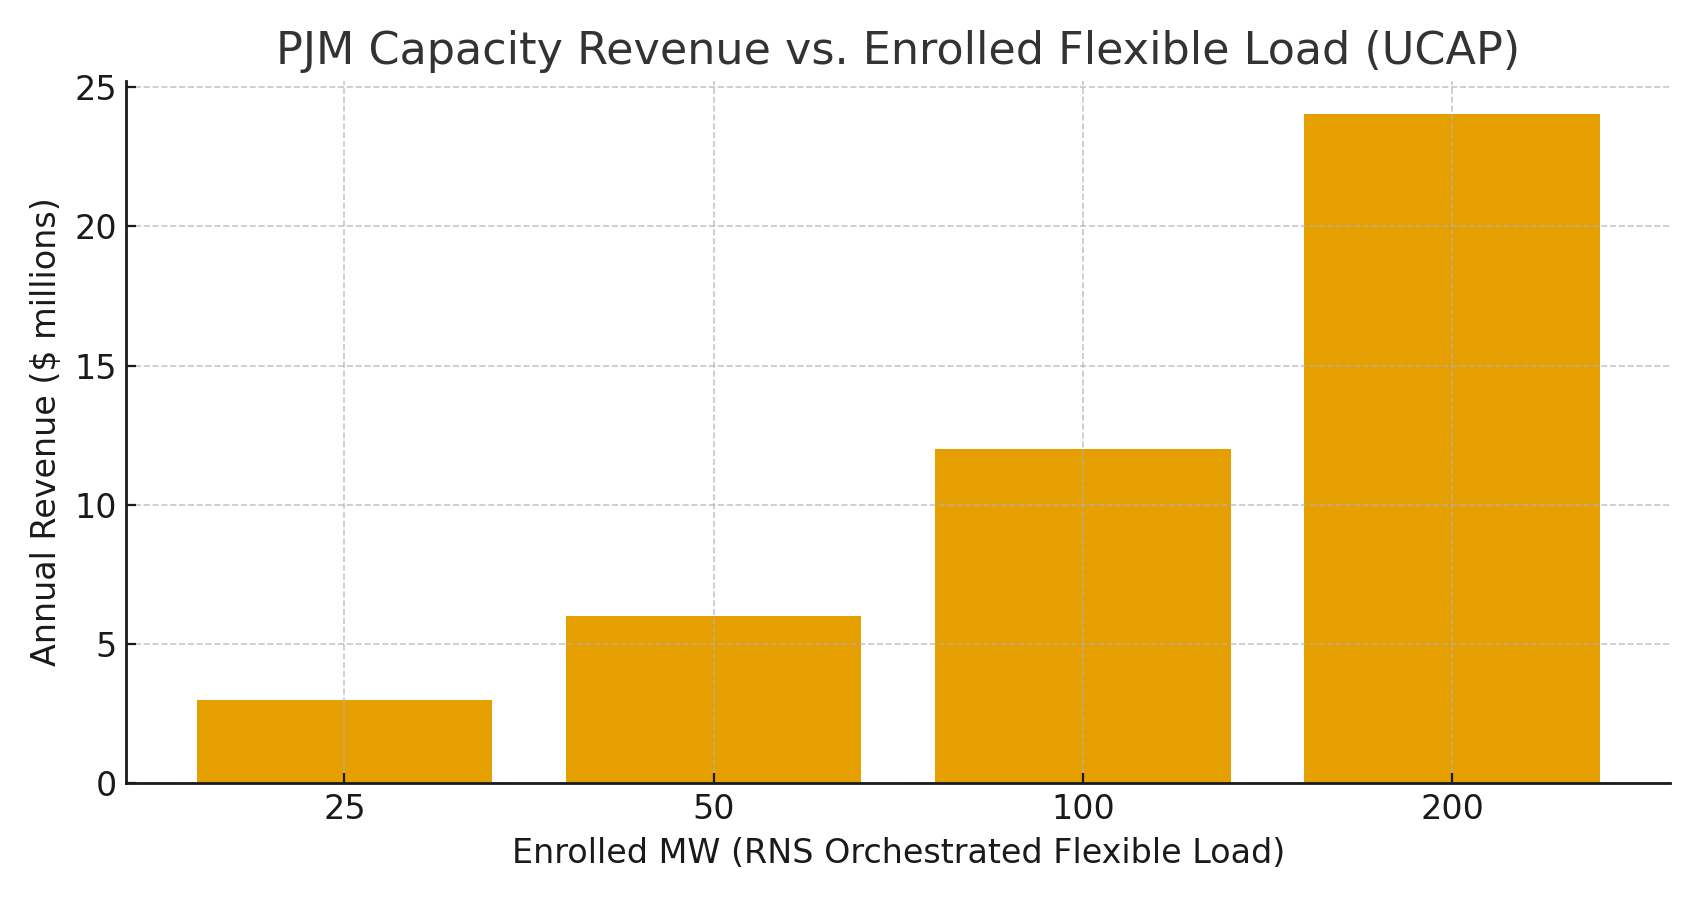 PJM Capacity Revenue vs. Enrolled Flexible Load (UCAP)
Annual Revenue ($ millions)
25
20
15
10
5
0
25 50 100 200
Enrolled MW (RNS Orchestrated Flexible Load)